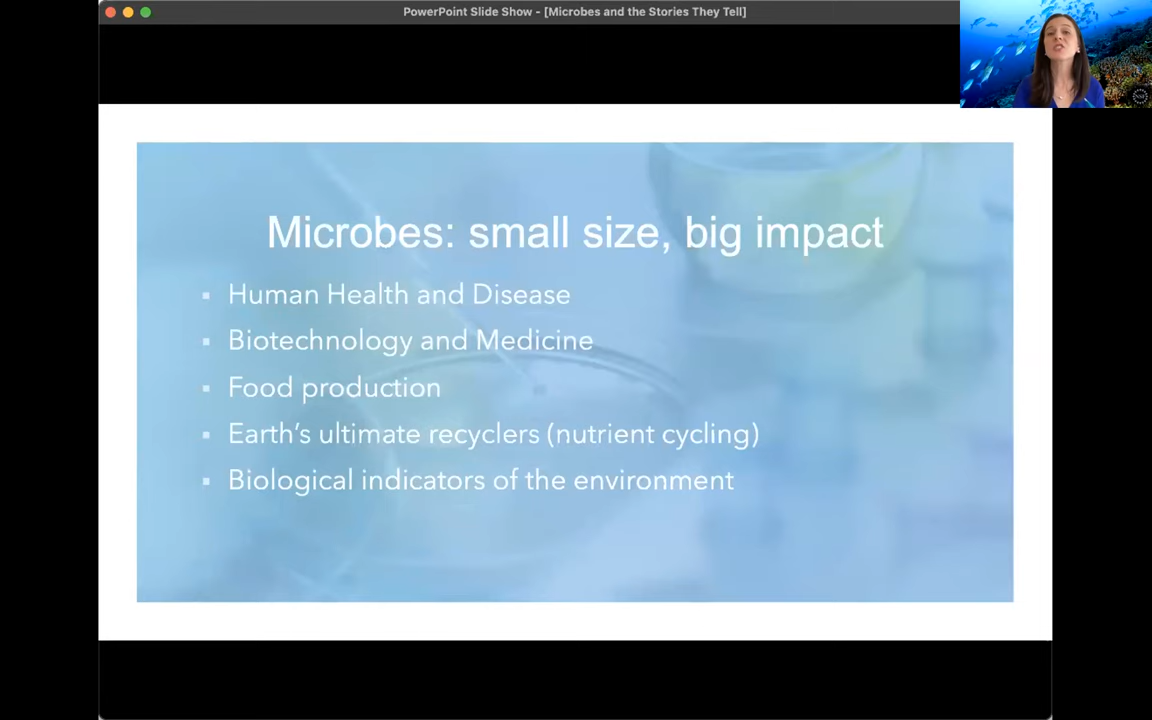 PowerPoint Slide Show - [Microbes and the Stories They Tell]
Microbes: small size, big impact
▪ Human Health and Disease
▪ Biotechnology and Medicine
▪ Food production
▪ Earth's ultimate recyclers (nutrient cycling)
▪ Biological indicators of the environment